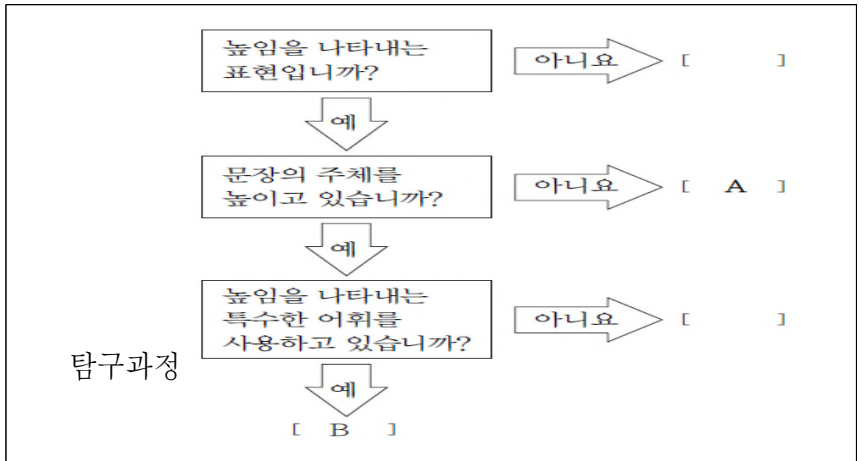 높임을 나타내는
표현입니까?
아니요
[ ]
예
문장의 주체를
높이고 있습니까?
아니요
[ A ]
예
높임을 나타내는
특수한 어휘를
사용하고 있습니까?
아니요
[ ]
탐구과정
예
[ B ]